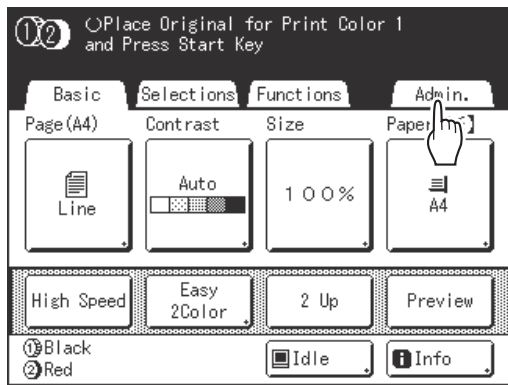 ①② Place Original for Print Color 1
and Press Start Key
Basic Selections Functions Admin.
Page(A4) Contrast Size Paper
Line Auto 100% A4
High Speed Easy 2Color 2 Up Preview
①Black
②Red
Idle Info